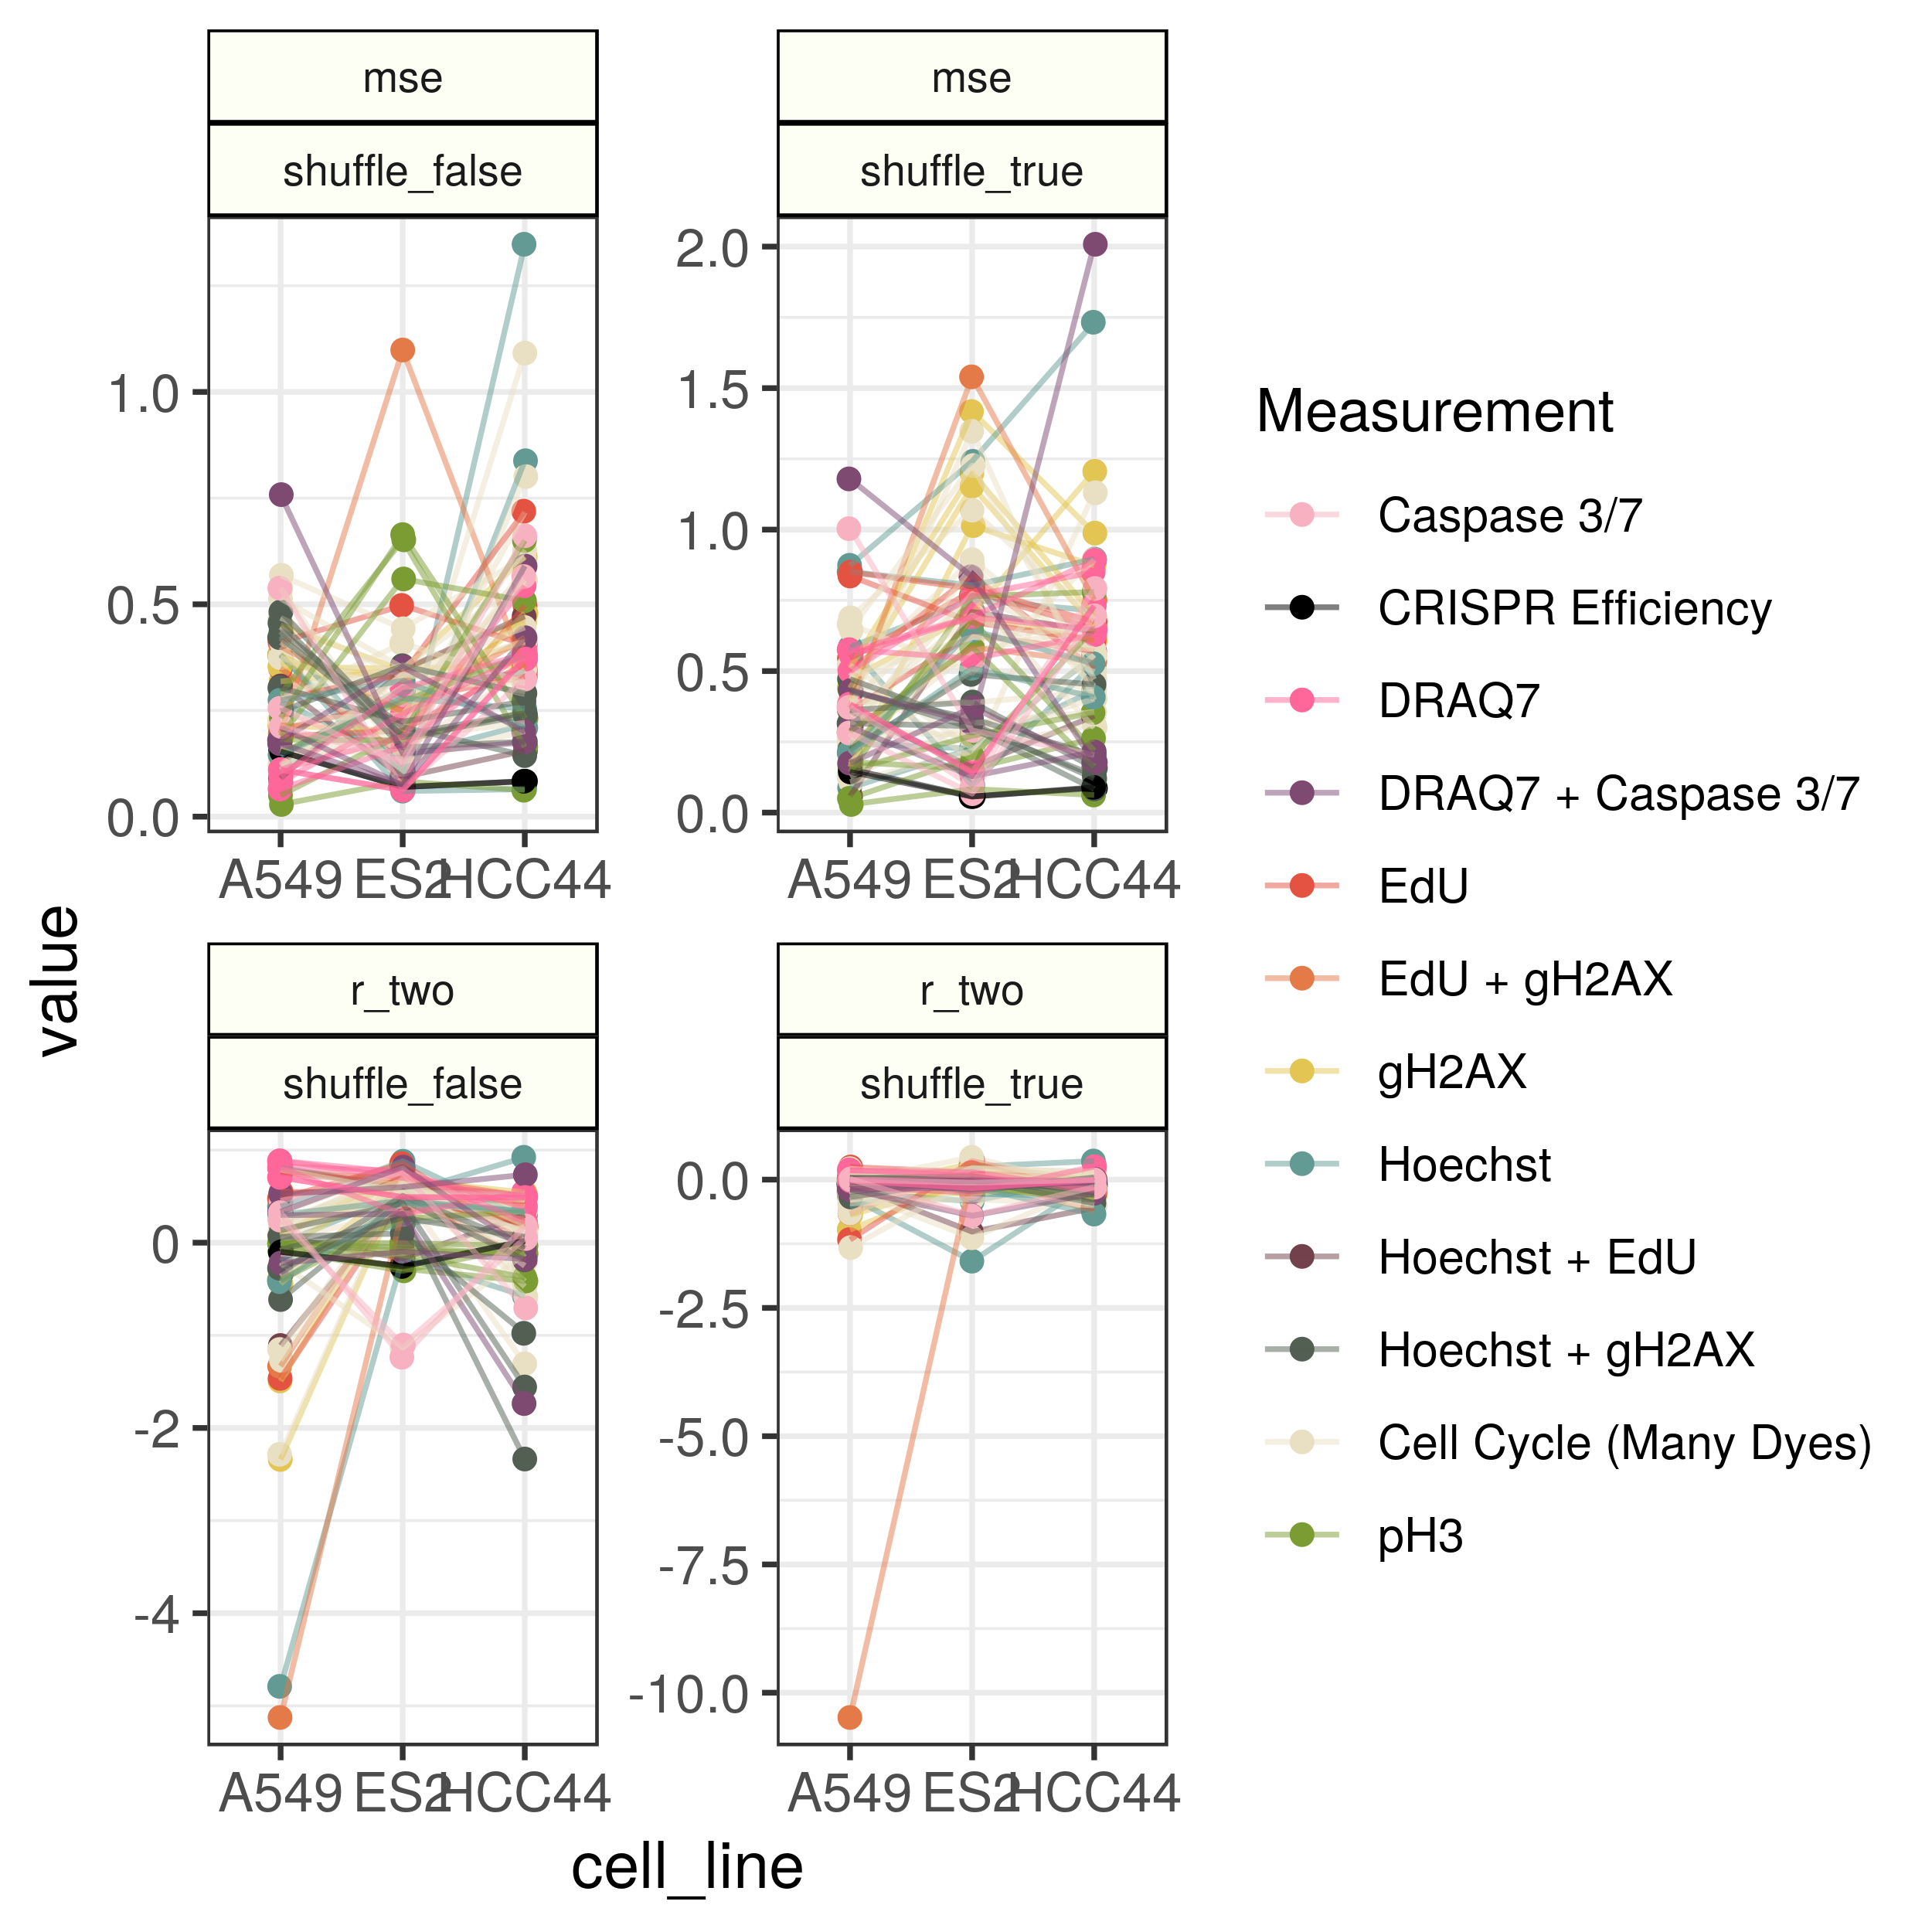 mse
mse
shuffle_false
shuffle_true
2.0
1.5
1.0
0.5
0.0
1.0
0.5
0.0
A549 ES2 HCC44
A549 ES2 HCC44
r_two
r_two
shuffle_false
shuffle_true
0
-2
-4
0.0
-2.5
-5.0
-7.5
-10.0
A549 ES2 HCC44
A549 ES2 HCC44
value
cell_line
Measurement
Caspase 3/7
CRISPR Efficiency
DRAQ7
DRAQ7 + Caspase 3/7
EdU
EdU + gH2AX
gH2AX
Hoechst
Hoechst + EdU
Hoechst + gH2AX
Cell Cycle (Many Dyes)
pH3